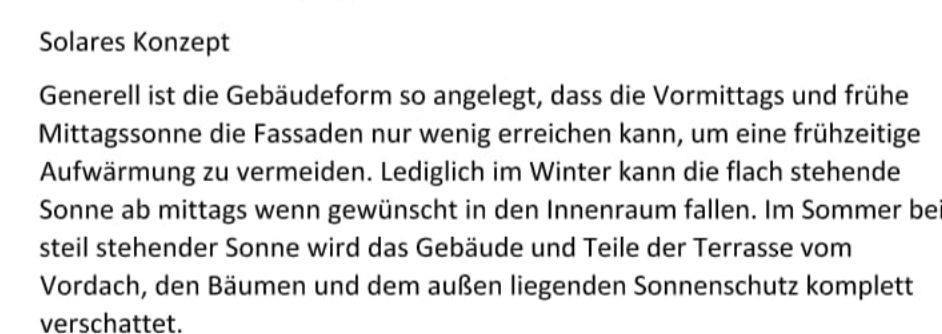 Solares Konzept
Generell ist die Gebäudeform so angelegt, dass die Vormittags und frühe
Mittagssonne die Fassaden nur wenig erreichen kann, um eine frühzeitige
Aufwärmung zu vermeiden. Lediglich im Winter kann die flach stehende
Sonne ab mittags wenn gewünscht in den Innenraum fallen. Im Sommer bei
steil stehender Sonne wird das Gebäude und Teile der Terrasse vom
Vordach, den Bäumen und dem außen liegenden Sonnenschutz komplett
verschattet.